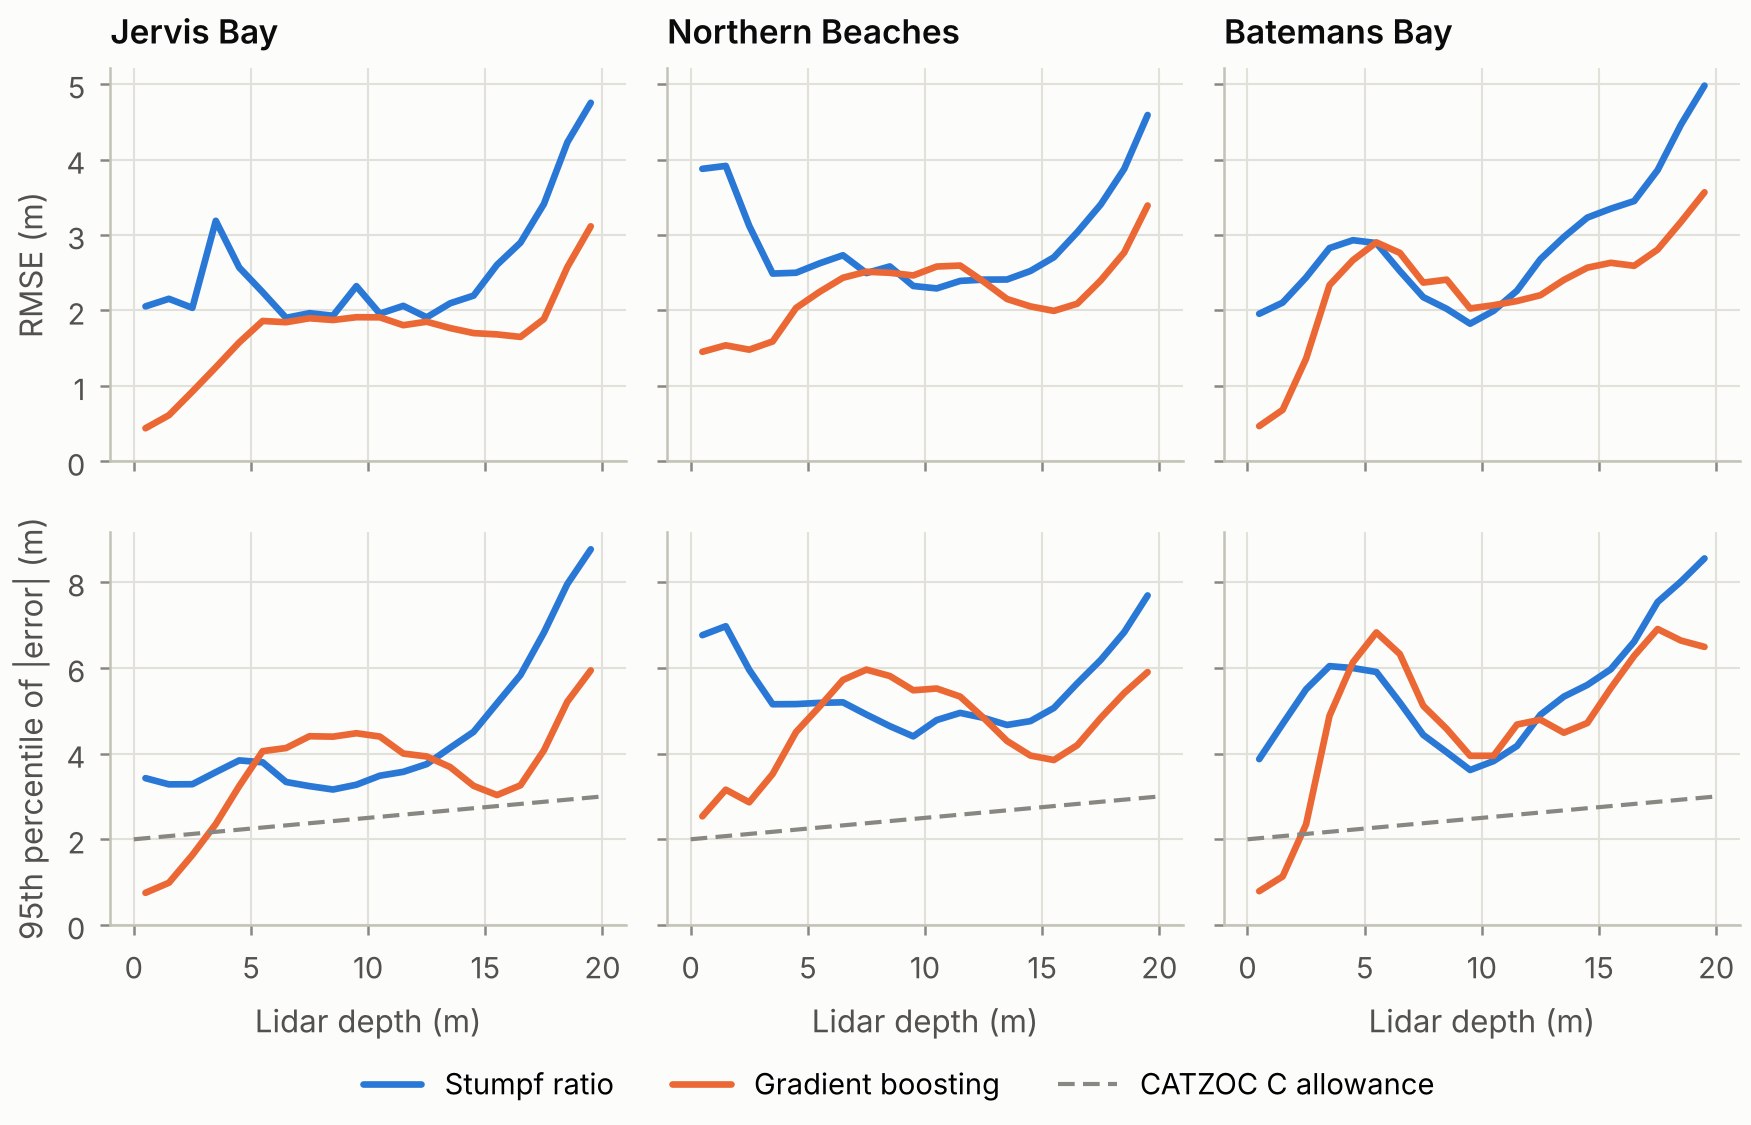 Jervis Bay
Northern Beaches
Batemans Bay
RMSE (m)
5
4
3
2
1
0
95th percentile of |error| (m)
8
6
4
2
0
0 5 10 15 20
0 5 10 15 20
0 5 10 15 20
Lidar depth (m)
Lidar depth (m)
Lidar depth (m)
Stumpf ratio
Gradient boosting
CATZOC C allowance